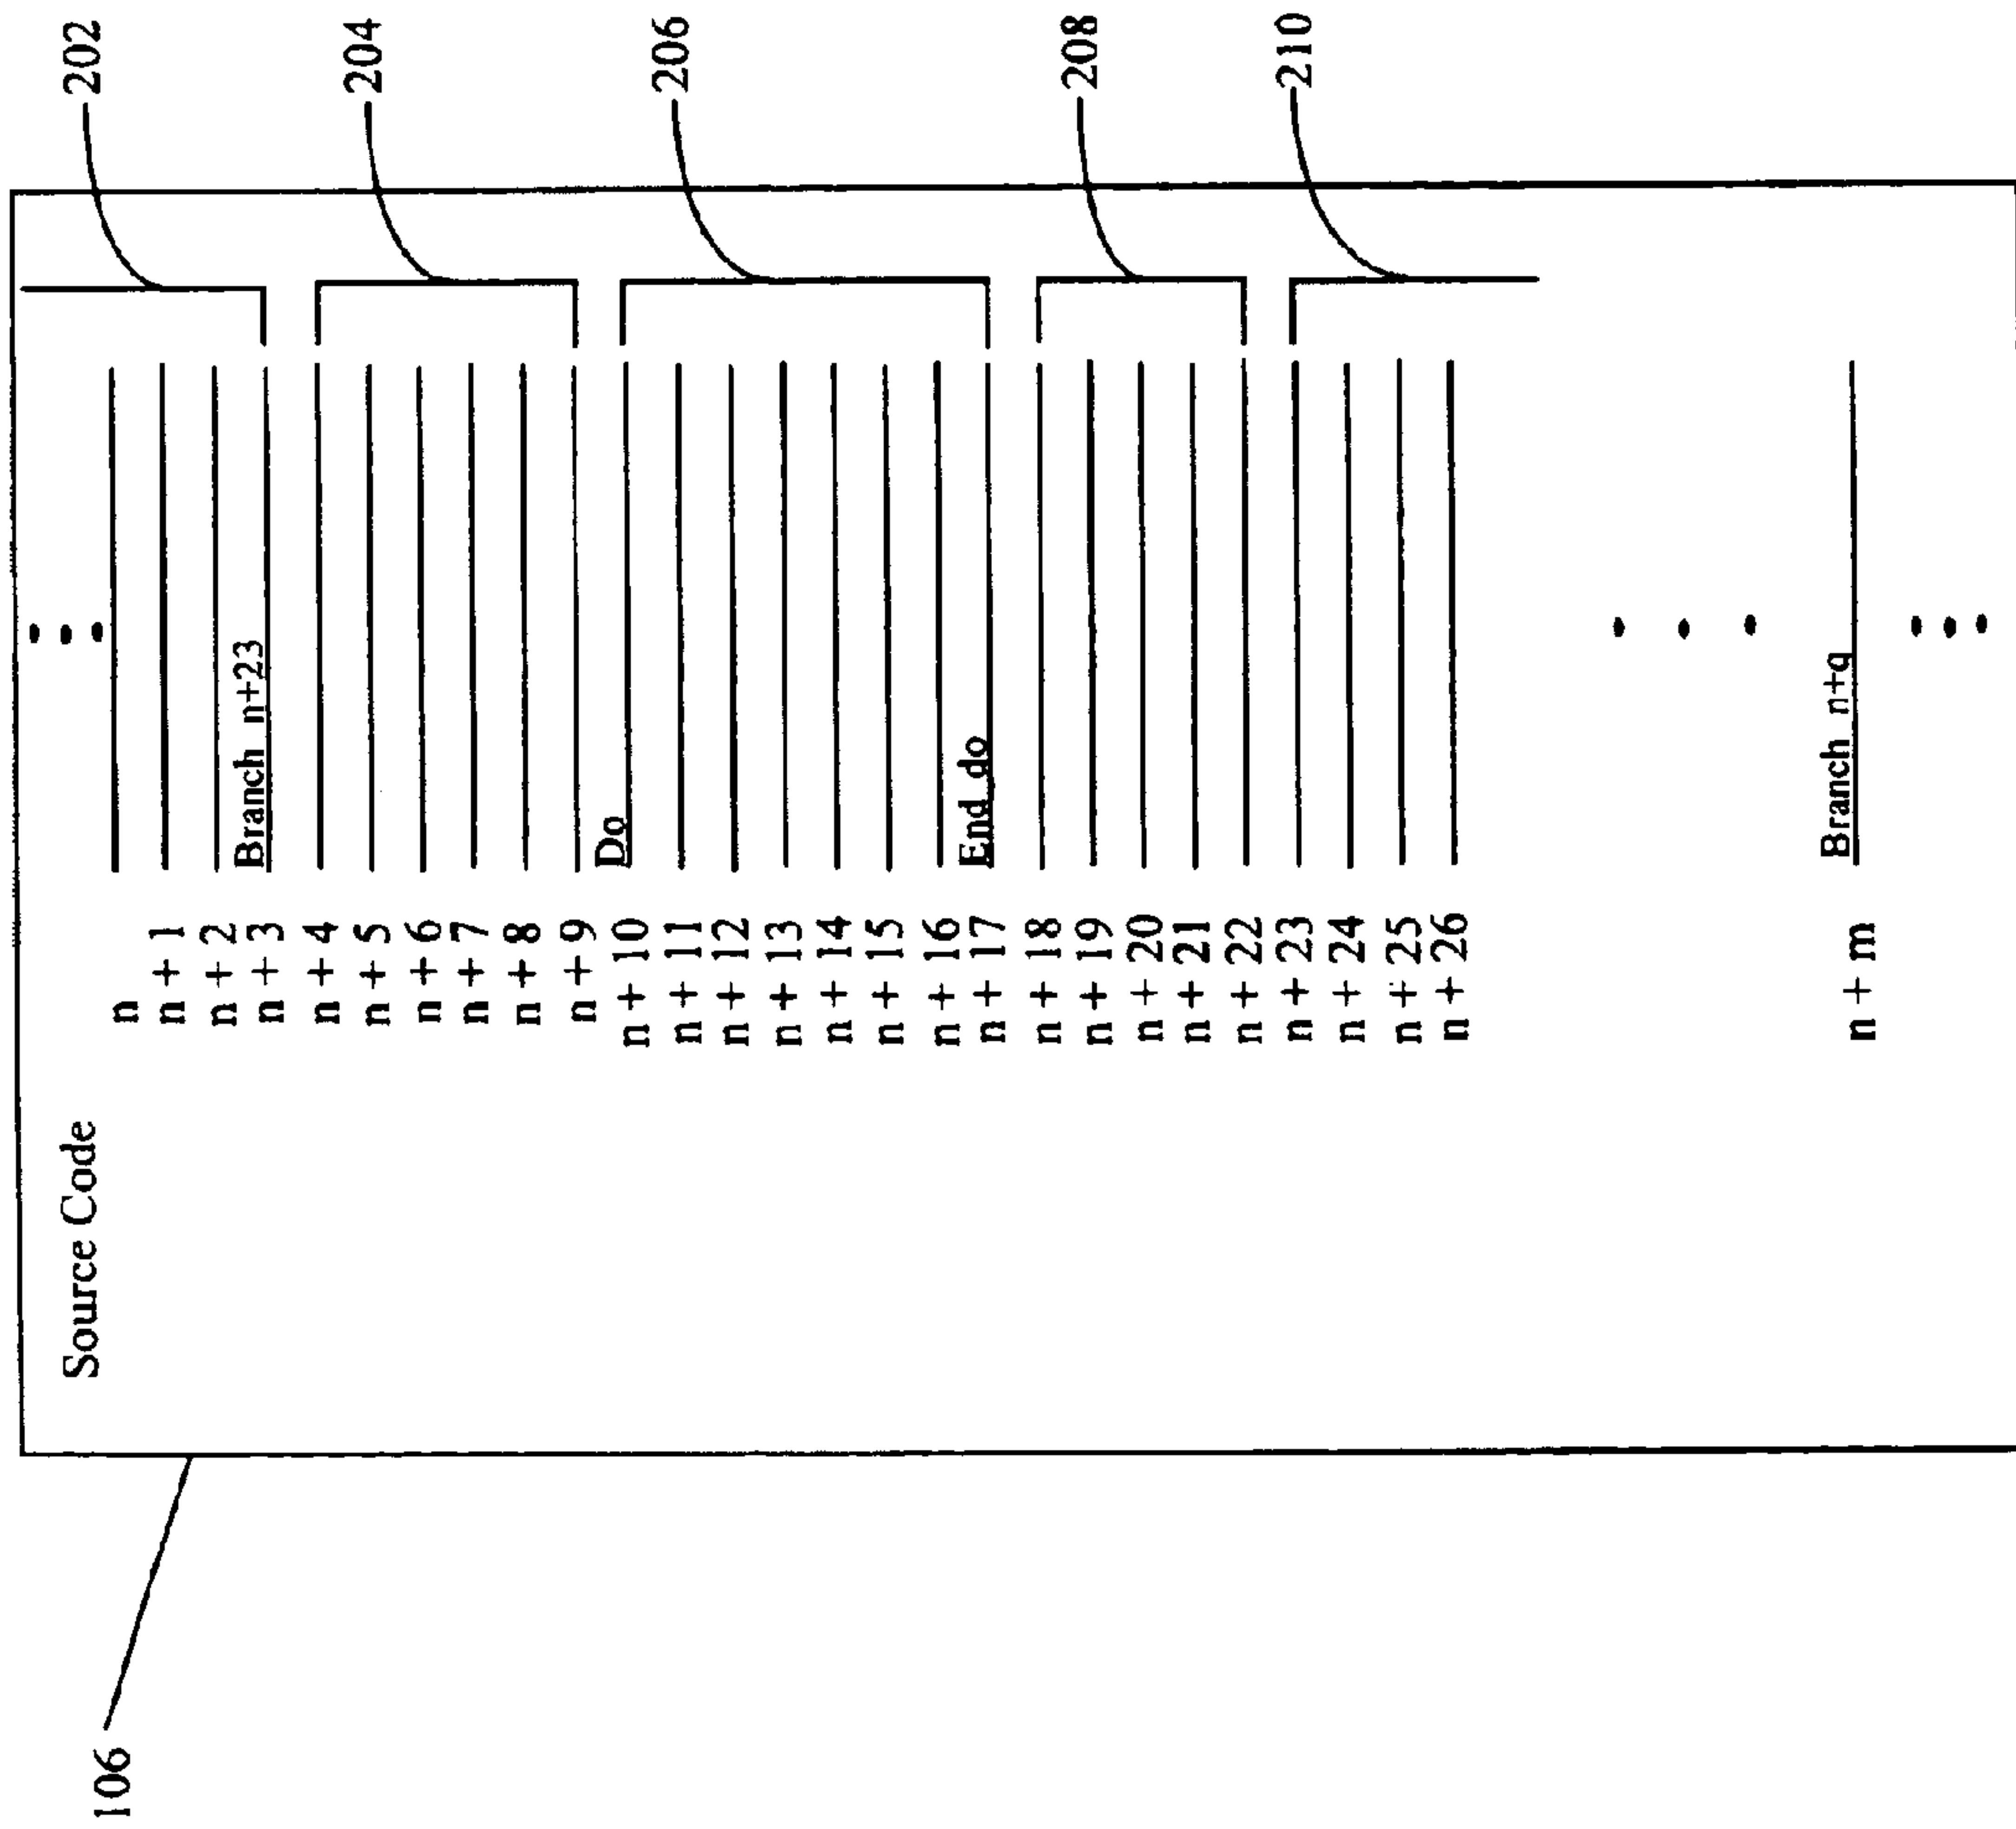 106
Source Code
n
n + 1
n + 2
n + 3 Branch n+23
n + 4
n + 5
n + 6
n + 7
n + 8
n + 9
n + 10 Do
n + 11
n + 12
n + 13
n + 14
n + 15
n + 16
n + 17 End do
n + 18
n + 19
n + 20
n + 21
n + 22
n + 23
n + 24
n + 25
n + 26
n + m Branch n+q
202
204
206
208
210